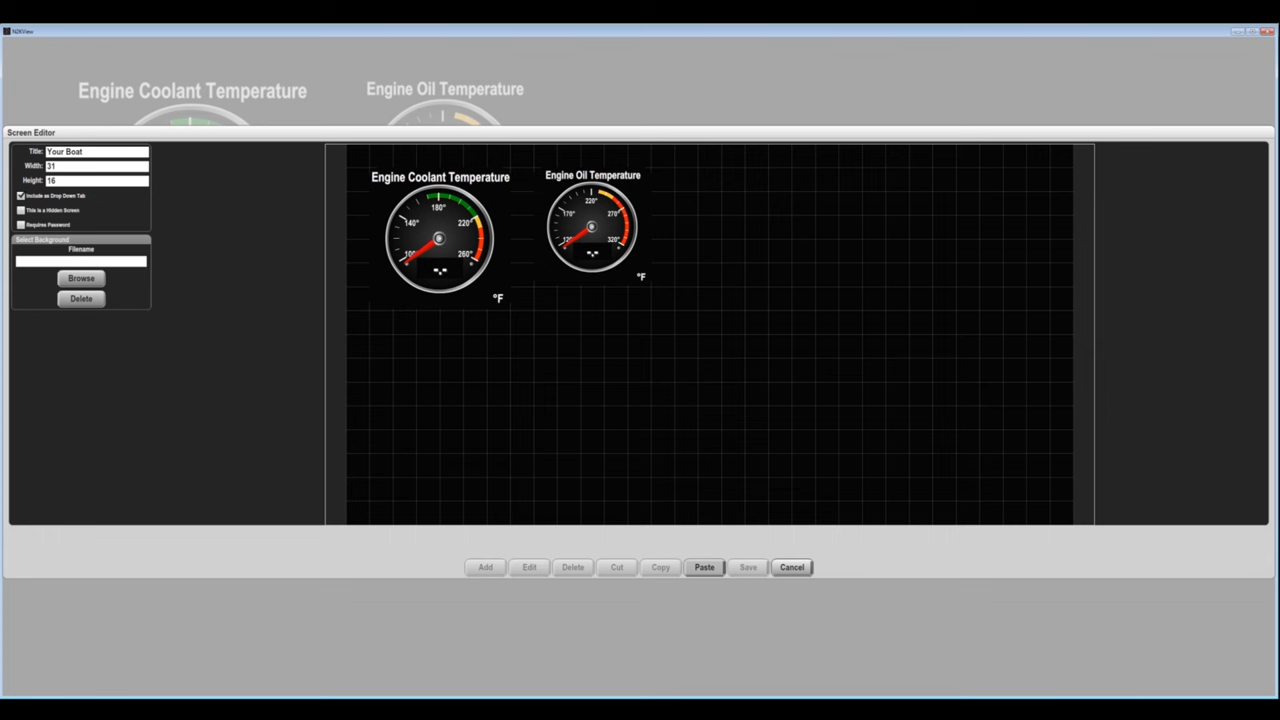 N2KView
Engine Coolant Temperature
Engine Oil Temperature
Screen Editor
Title: Your Boat
Width: 31
Height: 16
Include as Drop Down Tab
This is a Hidden Screen
Requires Password
Select Background
Filename
Browse
Delete
Engine Coolant Temperature
180°
140°
220°
260°
°F
Engine Oil Temperature
220°
170°
270°
320°
°F
Add Edit Delete Cut Copy Paste Save Cancel